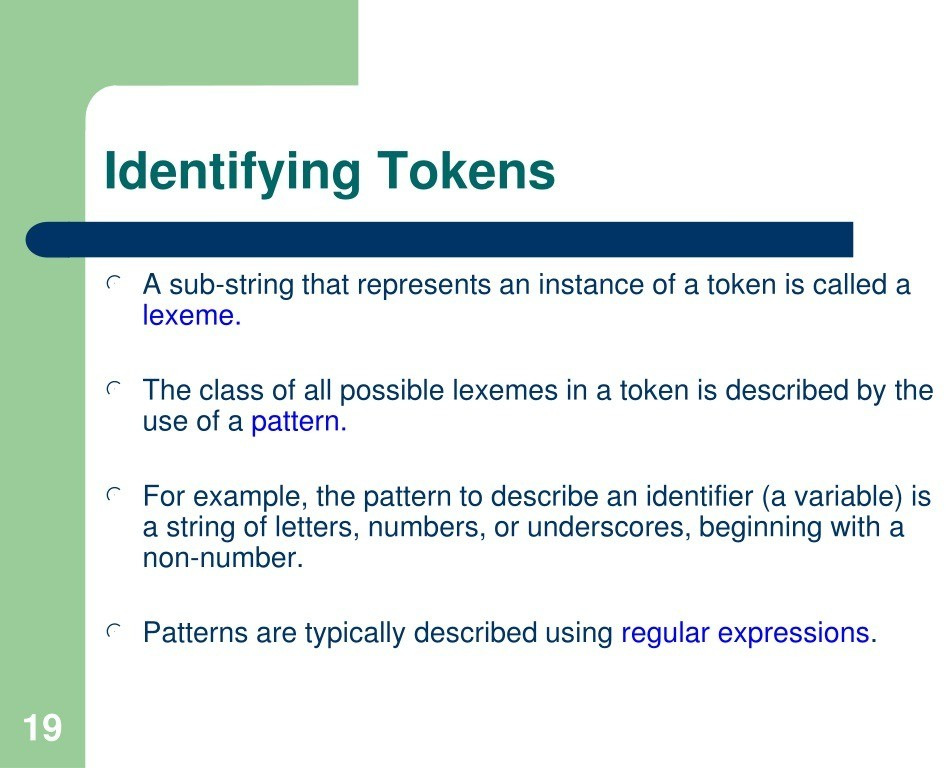 Identifying Tokens
A sub-string that represents an instance of a token is called a
lexeme.
The class of all possible lexemes in a token is described by the
use of a pattern.
For example, the pattern to describe an identifier (a variable) is
a string of letters, numbers, or underscores, beginning with a
non-number.
Patterns are typically described using regular expressions.
19